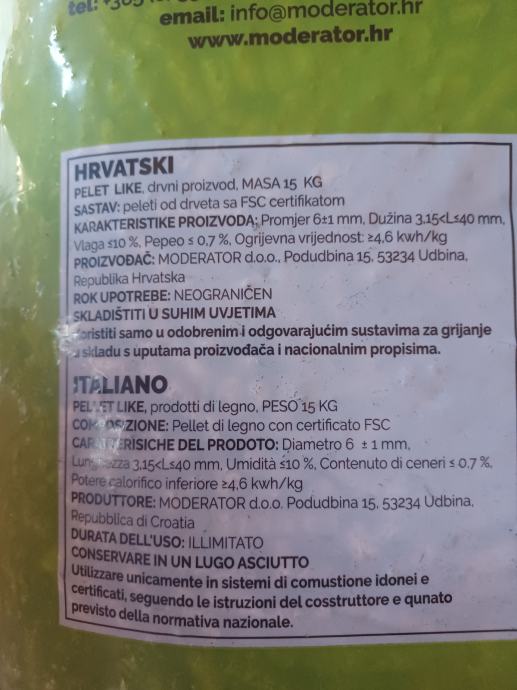 tel:
email: info@moderator.hr
www.moderator.hr
HRVATSKI
PELET LIKE, drvni proizvod, MASA 15 KG
SASTAV: peleti od drveta sa FSC certifikatom
KARAKTERISTIKE PROIZVODA: Promjer 6±1 mm, Dužina 3,15<L≤40 mm,
Vlaga ≤10 %, Pepeo ≤ 0,7 %, Ogrijevna vrijednost: ≥4,6 kwh/kg
PROIZVOĐAČ: MODERATOR d.o.o., Podudbina 15, 53234 Udbina,
Republika Hrvatska
ROK UPOTREBE: NEOGRANIČEN
SKLADIŠTITI U SUHIM UVJETIMA
oristiti samo u odobrenim i odgovarajućim sustavima za grijanje
u skladu s uputama proizvođača i nacionalnim propisima.
ITALIANO
PELLET LIKE, prodotti di legno, PESO 15 KG
COMPOSIZIONE: Pellet di legno con certificato FSC
CARATTERISICHE DEL PRODOTO: Diametro 6 ± 1 mm,
Lunghezza 3,15<L≤40 mm, Umidità ≤10 %, Contenuto di ceneri ≤ 0,7 %,
Potere calorifico inferiore ≥4,6 kwh/kg
PRODUTTORE: MODERATOR d.o.o. Podudbina 15, 53234 Udbina,
Repubblica di Croatia
DURATA DELL'USO: ILLIMITATO
CONSERVARE IN UN LUGO ASCIUTTO
Utilizzare unicamente in sistemi di comustione idonei e
certificati, seguendo le istruzioni del cosstruttore e qunato
previsto della normativa nazionale.